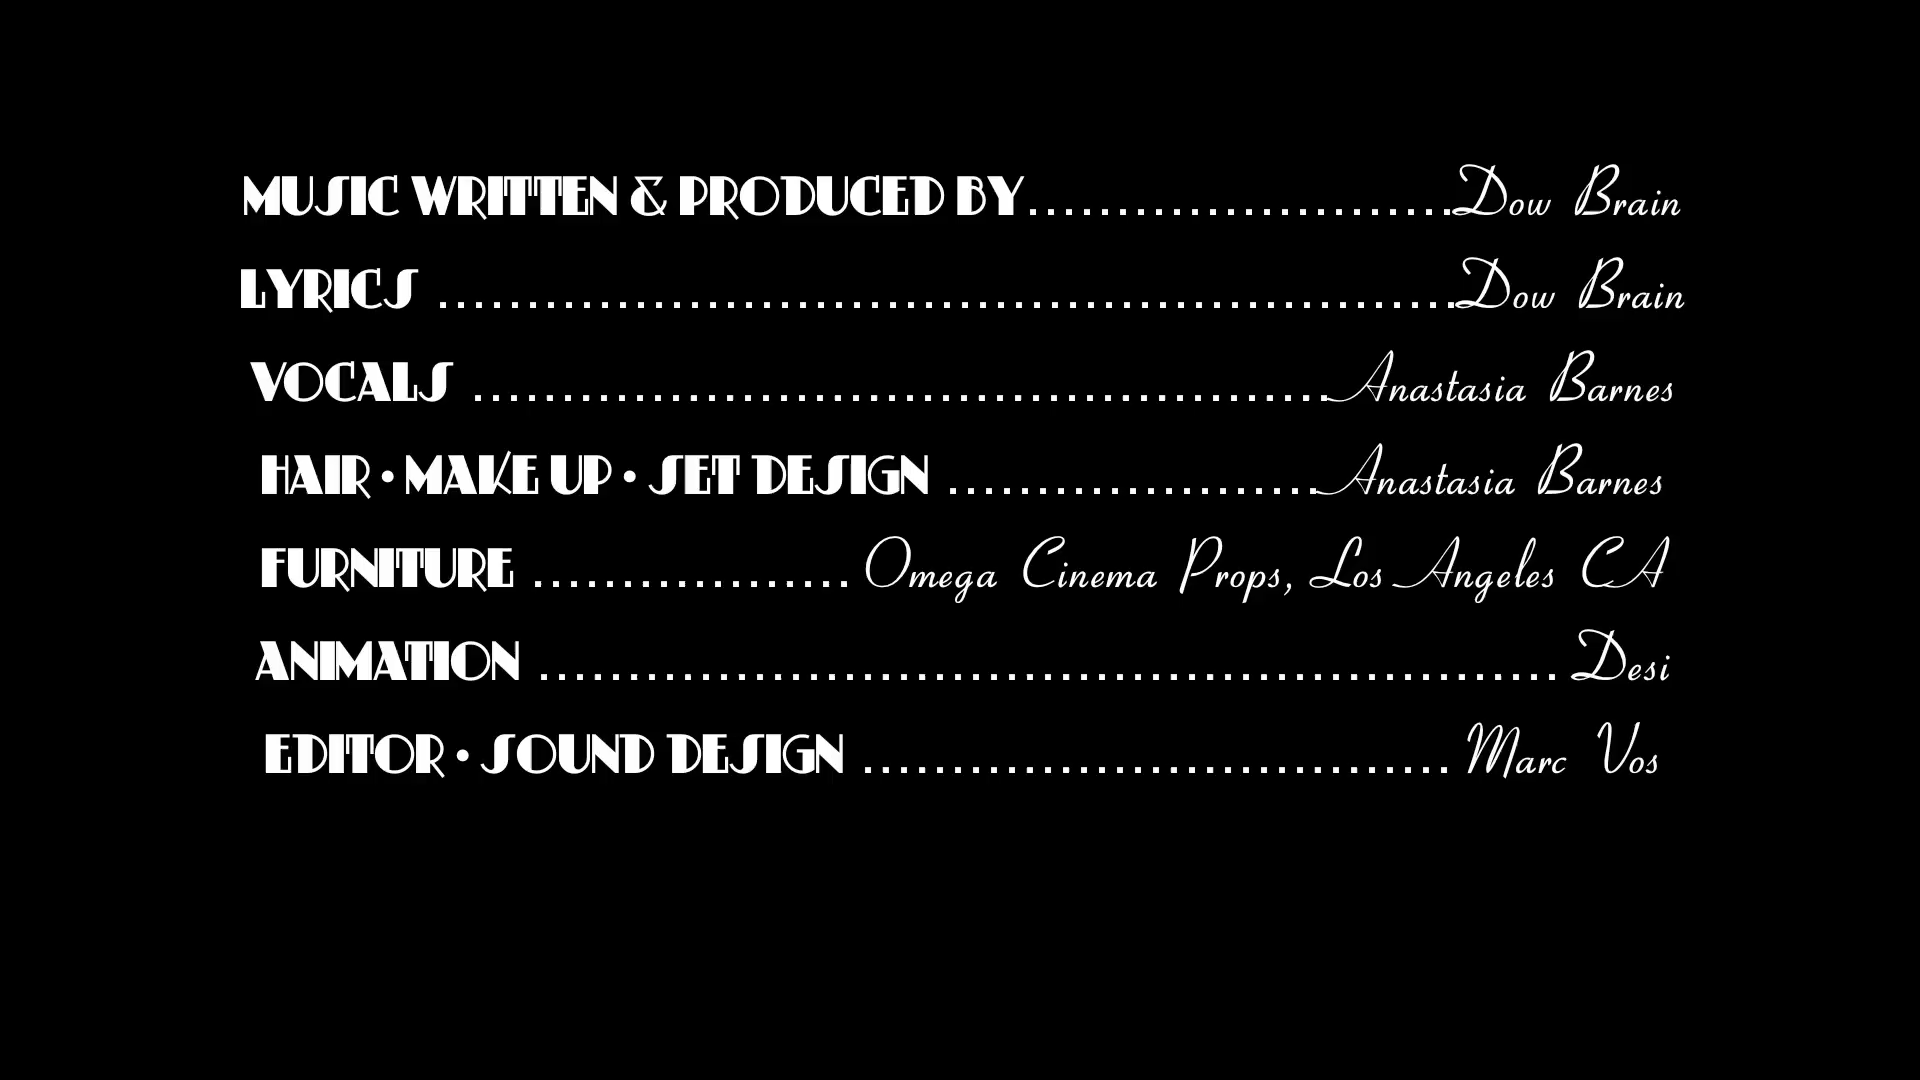 MUSIC WRITTEN & PRODUCED BY........................Dow Brain
LYRICS .........................................................Dow Brain
VOCALS ................................................Anastasia Barnes
HAIR • MAKE UP • SET DESIGN .....................Anastasia Barnes
FURNITURE .................. Omega Cinema Props, Los Angeles CA
ANIMATION ......................................................... Desi
EDITOR • SOUND DESIGN ................................. Marc Vos